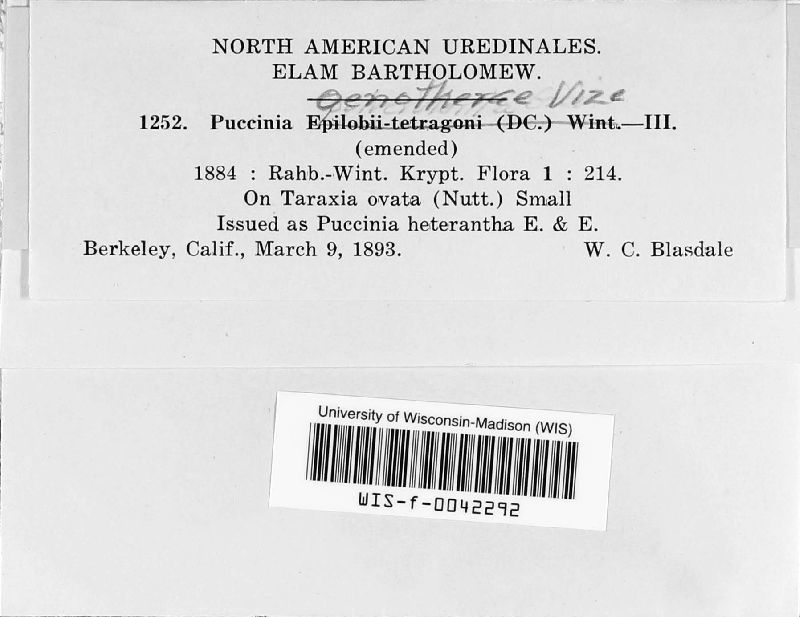 NORTH AMERICAN UREDINALES.
ELAM BARTHOLOMEW.
Oenotherae Vize
1252. Puccinia Epilobii-tetragoni (DC.) Wint.—III.
(emended)
1884 : Rahb.-Wint. Krypt. Flora 1 : 214.
On Taraxia ovata (Nutt.) Small
Issued as Puccinia heterantha E. & E.
Berkeley, Calif., March 9, 1893. W. C. Blasdale
University of Wisconsin-Madison (WIS)
WIS-f-0042292